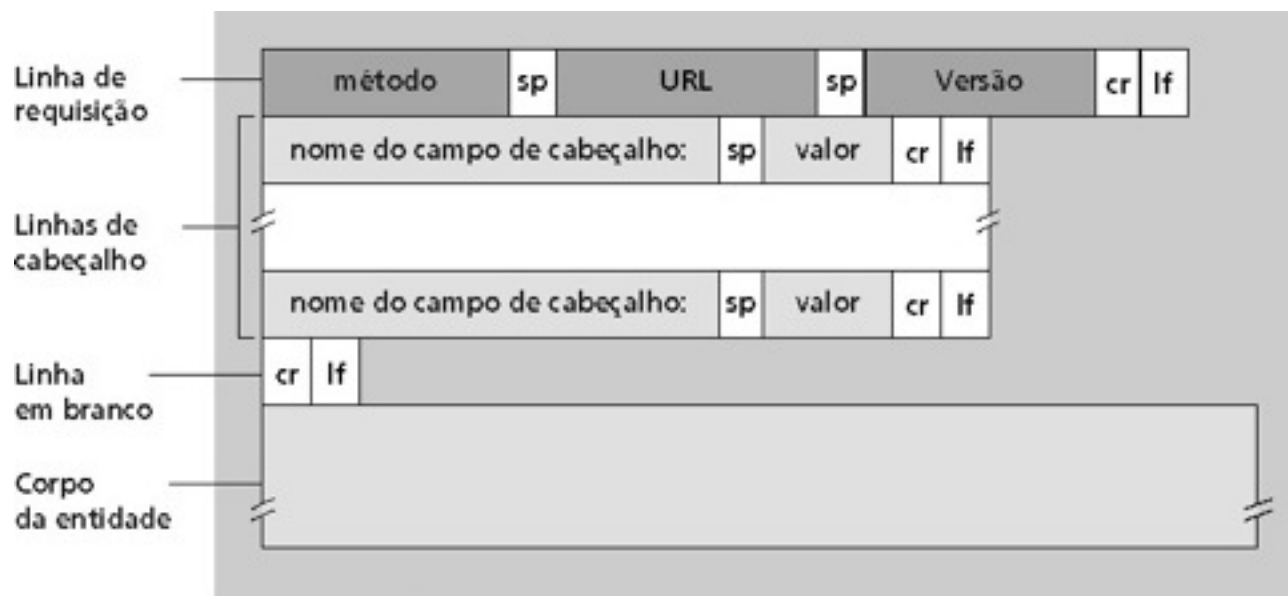 Linha de
requisição
método sp URL sp Versão cr lf
nome do campo de cabeçalho: sp valor cr lf
Linhas de
cabeçalho
nome do campo de cabeçalho: sp valor cr lf
Linha
em branco
cr lf
Corpo
da entidade